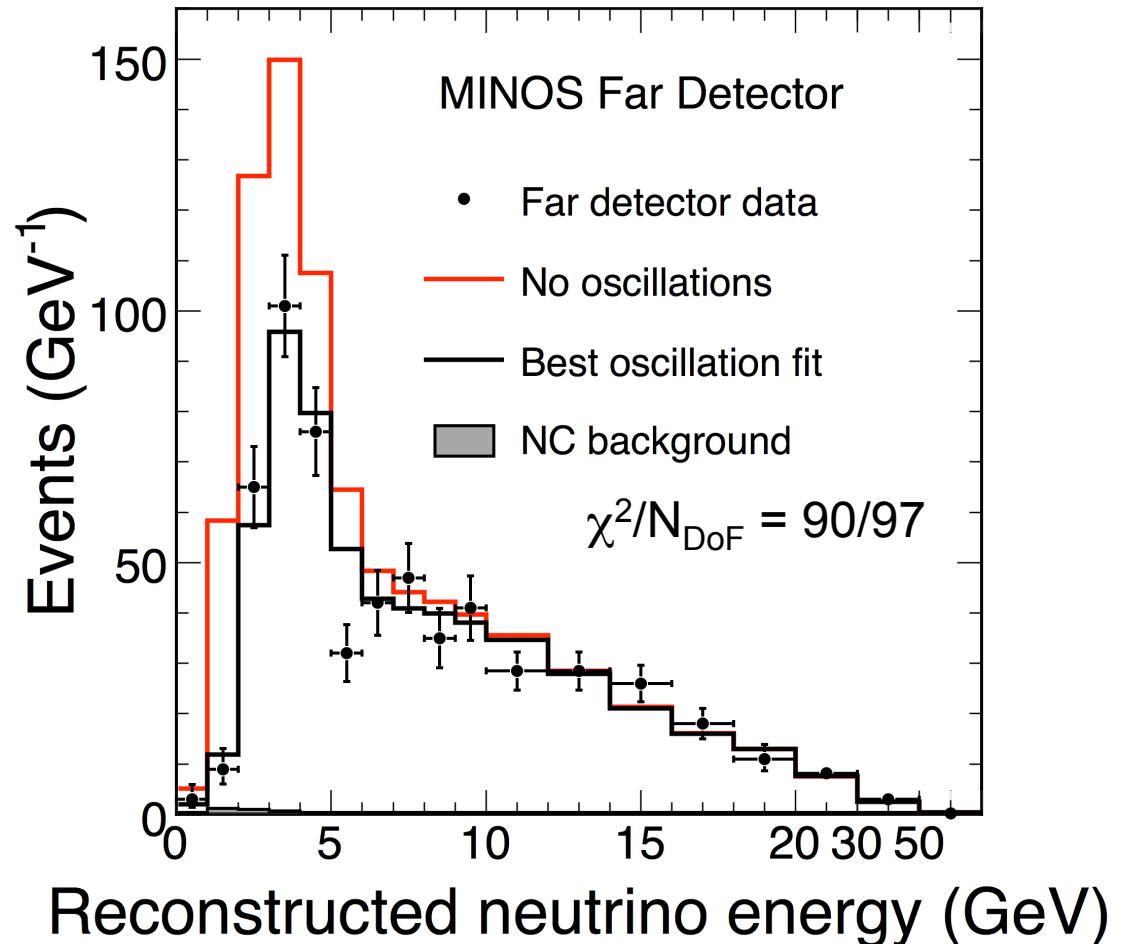 150
100
50
0
Events (GeV-1)
MINOS Far Detector
Far detector data
No oscillations
Best oscillation fit
NC background
χ2/NDoF = 90/97
0 5 10 15 20 30 50
Reconstructed neutrino energy (GeV)